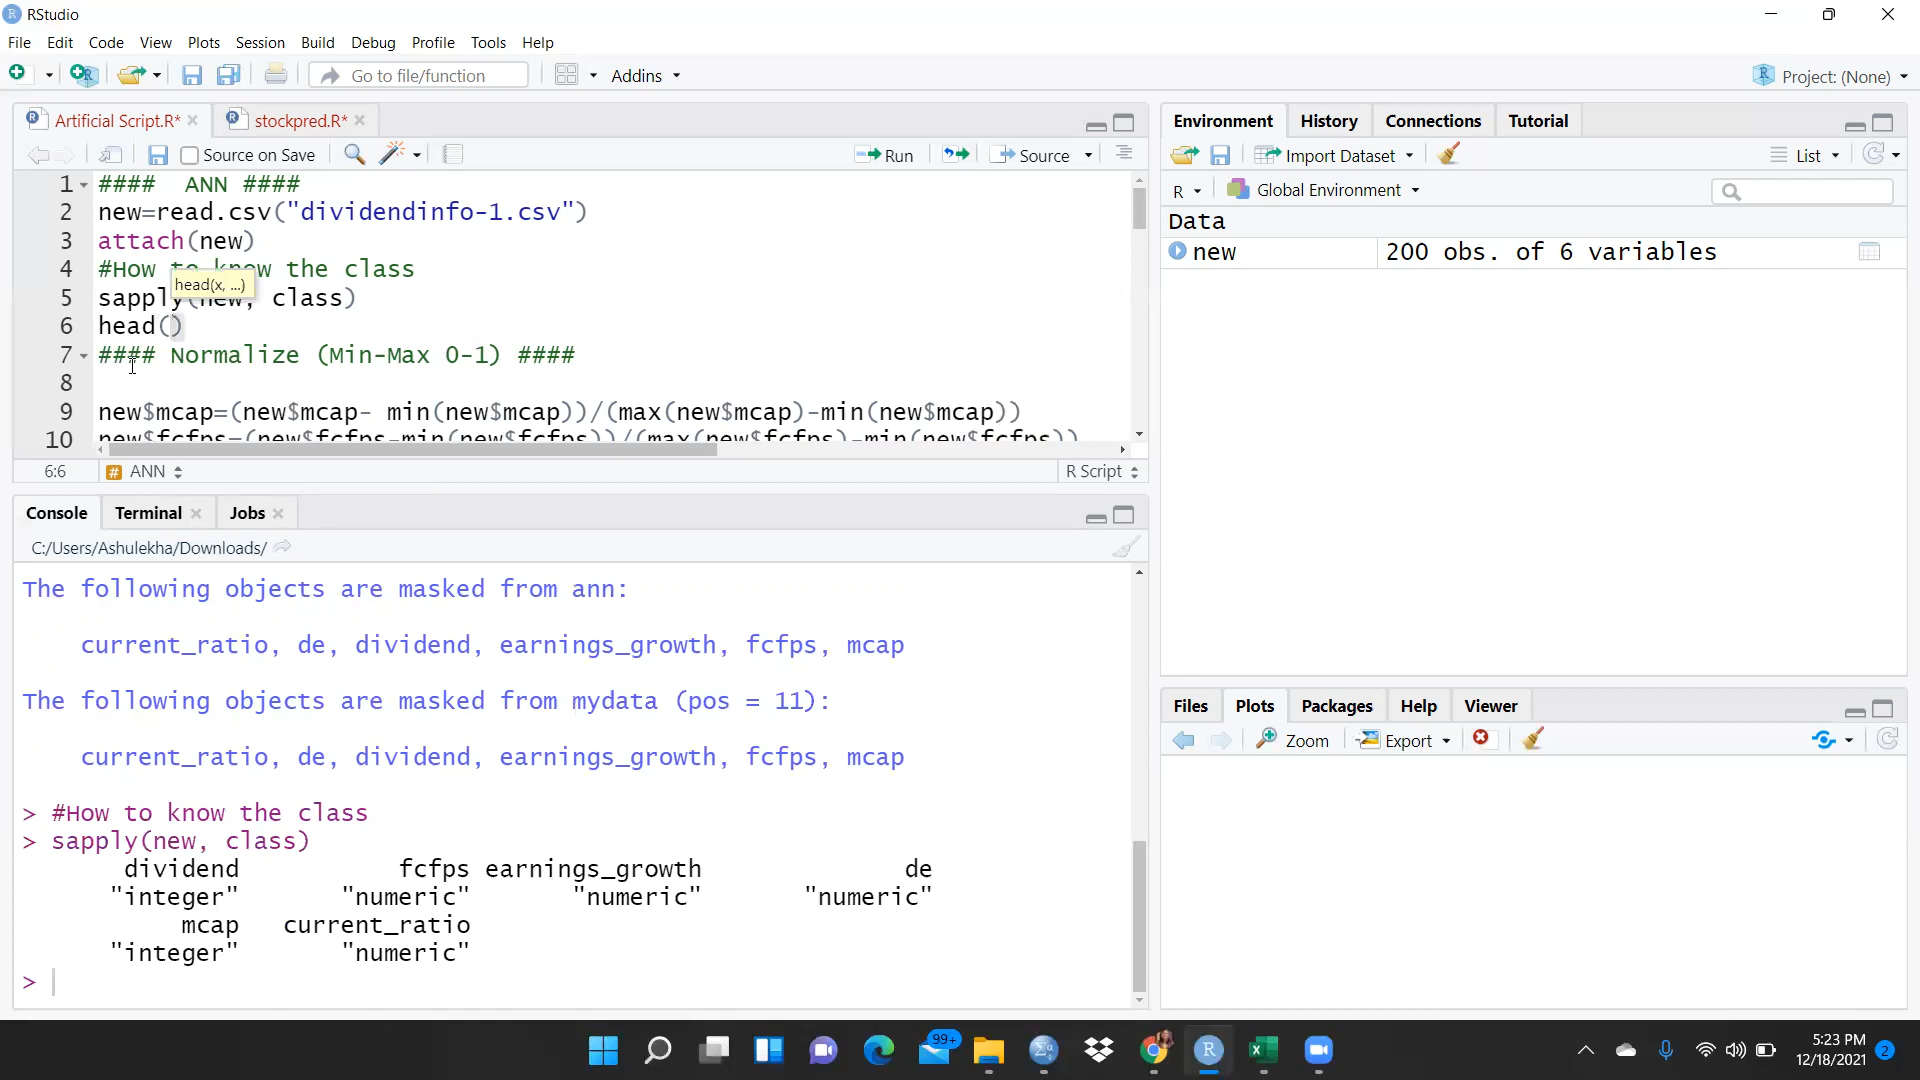 RStudio
File Edit Code View Plots Session Build Debug Profile Tools Help
Go to file/function Addins Project: (None)
Artificial Script.R* stockpred.R*
Source on Save Run Source
1 #### ANN ####
2 new=read.csv("dividendinfo-1.csv")
3 attach(new)
4 #How to know the class
head(x, ...)
5 sapply(new, class)
6 head()
7 #### Normalize (Min-Max 0-1) ####
8
9 new$mcap=(new$mcap- min(new$mcap))/(max(new$mcap)-min(new$mcap))
10 new$fcfps=(new$fcfps-min(new$fcfps))/(max(new$fcfps)-min(new$fcfps))
6:6 # ANN R Script
Console Terminal Jobs
C:/Users/Ashulekha/Downloads/
The following objects are masked from ann:
current_ratio, de, dividend, earnings_growth, fcfps, mcap
The following objects are masked from mydata (pos = 11):
current_ratio, de, dividend, earnings_growth, fcfps, mcap
> #How to know the class
> sapply(new, class)
dividend fcfps earnings_growth de
"integer" "numeric" "numeric" "numeric"
mcap current_ratio
"integer" "numeric"
>
Environment History Connections Tutorial
Import Dataset List
R Global Environment
Data
new 200 obs. of 6 variables
Files Plots Packages Help Viewer
Zoom Export
99+
5:23 PM
12/18/2021 2